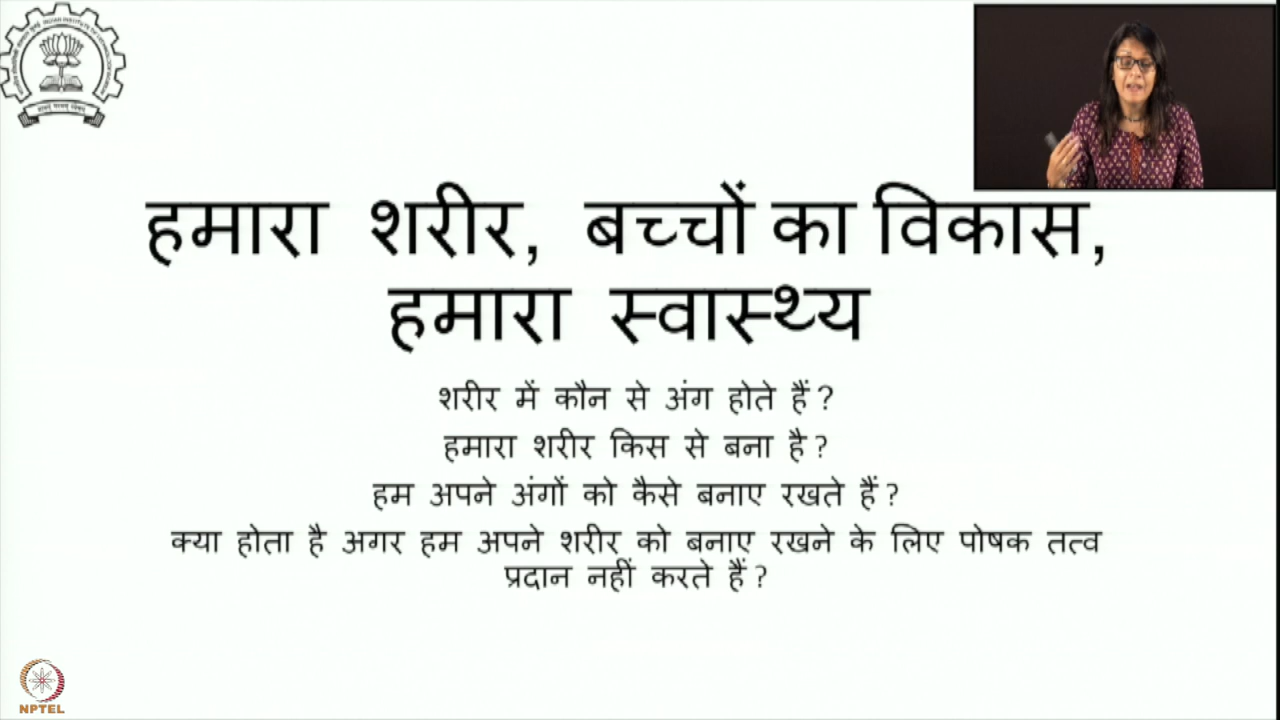 हमारा शरीर, बच्चों का विकास,
हमारा स्वास्थ्य
शरीर में कौन से अंग होते हैं ?
हमारा शरीर किस से बना है ?
हम अपने अंगों को कैसे बनाए रखते हैं ?
क्या होता है अगर हम अपने शरीर को बनाए रखने के लिए पोषक तत्व
प्रदान नहीं करते हैं ?
NPTEL